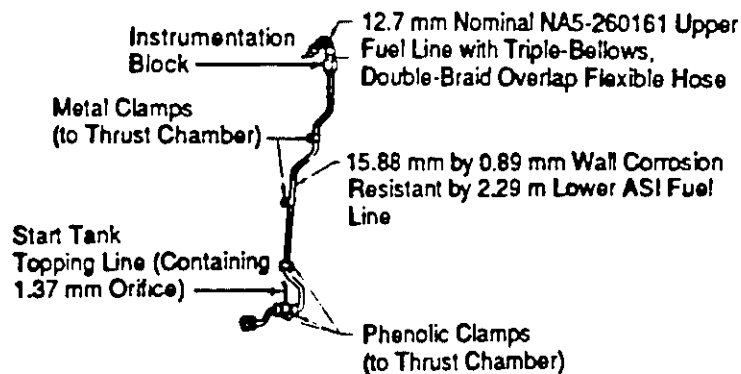 12.7 mm Nominal NA5-260161 Upper
Fuel Line with Triple-Bellows,
Double-Braid Overlap Flexible Hose
Instrumentation
Block
Metal Clamps
(to Thrust Chamber)
15.88 mm by 0.89 mm Wall Corrosion
Resistant by 2.29 m Lower ASI Fuel
Line
Start Tank
Topping Line (Containing
1.37 mm Orifice)
Phenolic Clamps
(to Thrust Chamber)